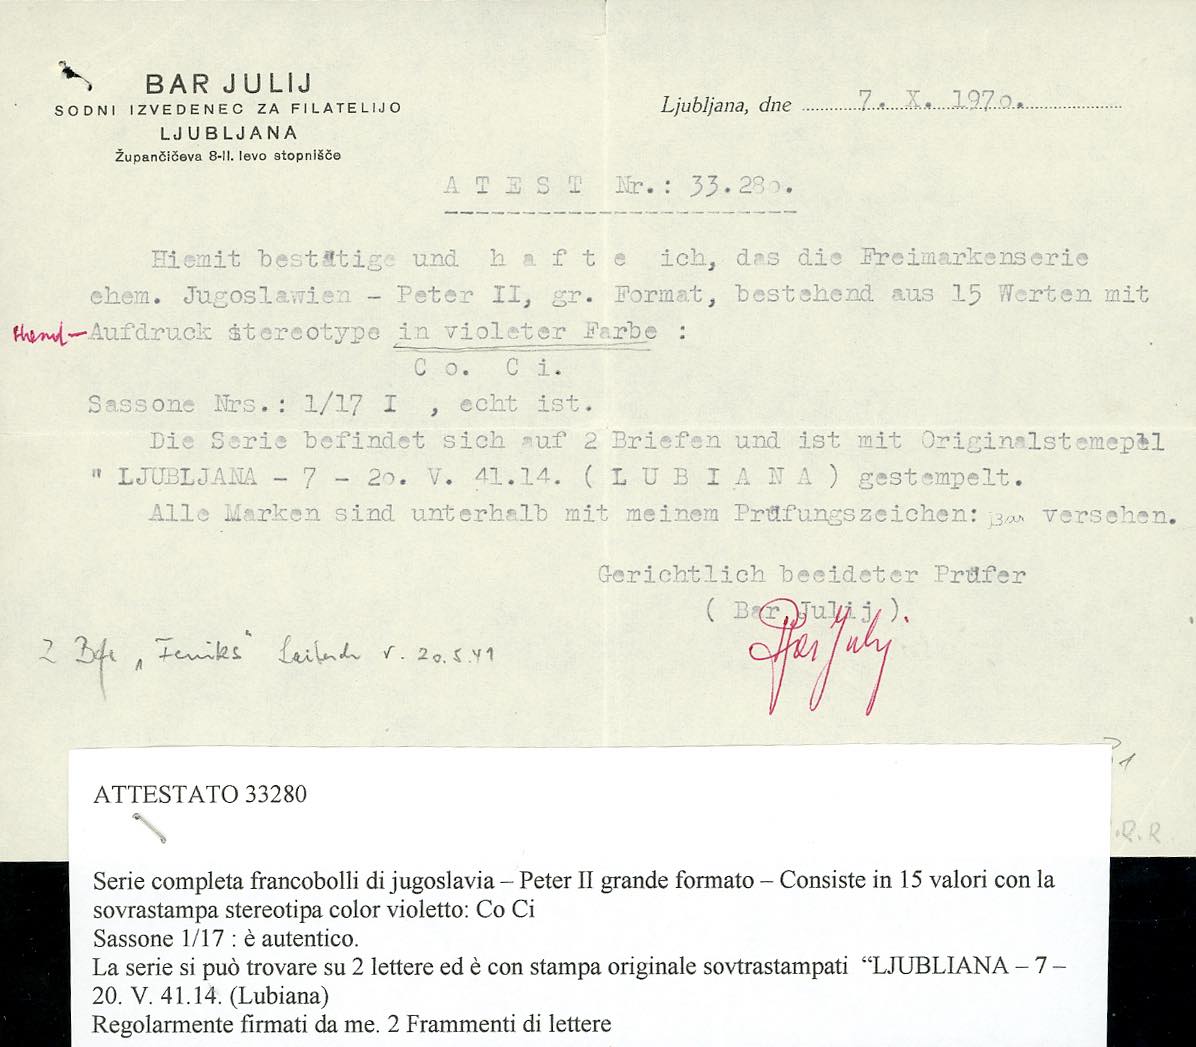 BAR JULIJ
SODNI IZVEDENEC ZA FILATELIJO
LJUBLJANA
Župančičeva 8-II. levo stopnišče
Ljubljana, dne 7. X. 1970.
A T E S T Nr.: 33.280.
Hiemit bestätige und h a f t e ich, das die Freimarkenserie
ehem. Jugoslawien - Peter II, gr. Format, bestehend aus 15 Werten mit
Aufdruck stereotype in violeter Farbe :
Co. Ci.
Sassone Nrs.: 1/17 I , echt ist.
Die Serie befindet sich auf 2 Briefen und ist mit Originalstemepel
" LJUBLJANA - 7 - 20. V. 41.14. ( L U B I A N A ) gestempelt.
Alle Marken sind unterhalb mit meinem Prüfungszeichen: Bar versehen.
Gerichtlich beeideter Prüfer
( Bar Julij ).
Bar Julij
2 Bfe „Feniks" Laibach v. 20.5.41
R R
ATTESTATO 33280
Serie completa francobolli di jugoslavia – Peter II grande formato – Consiste in 15 valori con la
sovrastampa stereotipa color violetto: Co Ci
Sassone 1/17 : è autentico.
La serie si può trovare su 2 lettere ed è con stampa originale sovtrastampati “LJUBLIANA – 7 –
20. V. 41.14. (Lubiana)
Regolarmente firmati da me. 2 Frammenti di lettere